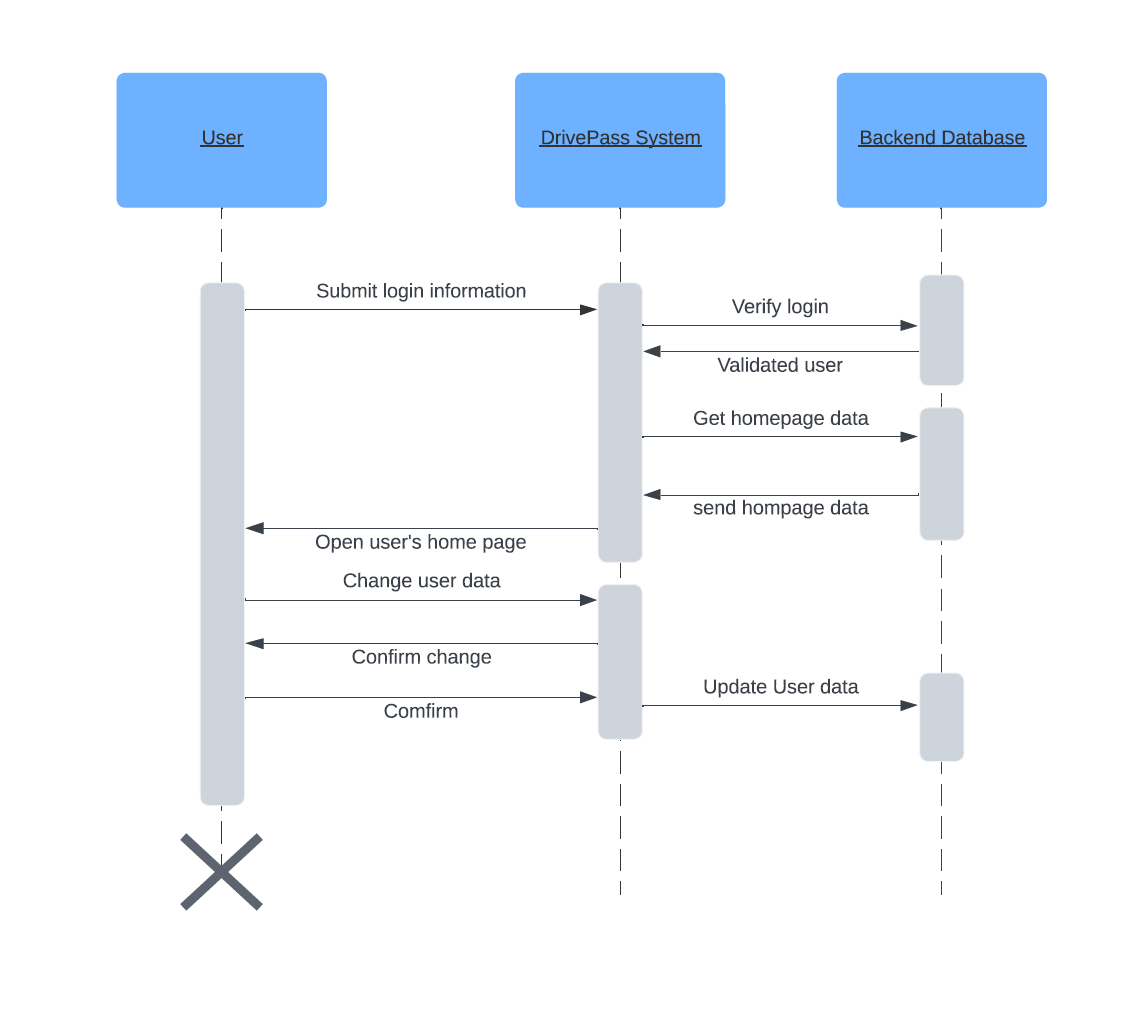 User
DrivePass System
Backend Database
Submit login information
Verify login
Validated user
Get homepage data
send hompage data
Open user's home page
Change user data
Confirm change
Update User data
Comfirm